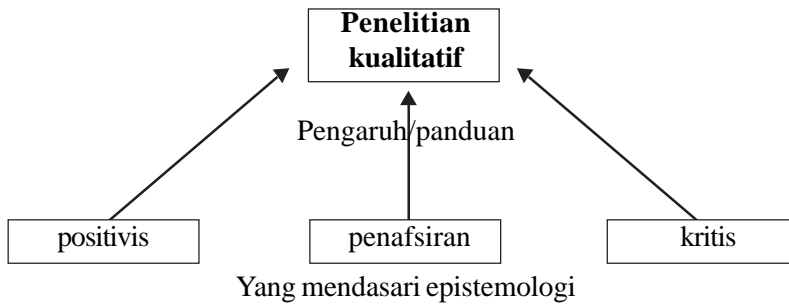 Penelitian
kualitatif
Pengaruh/panduan
positivis
penafsiran
kritis
Yang mendasari epistemologi